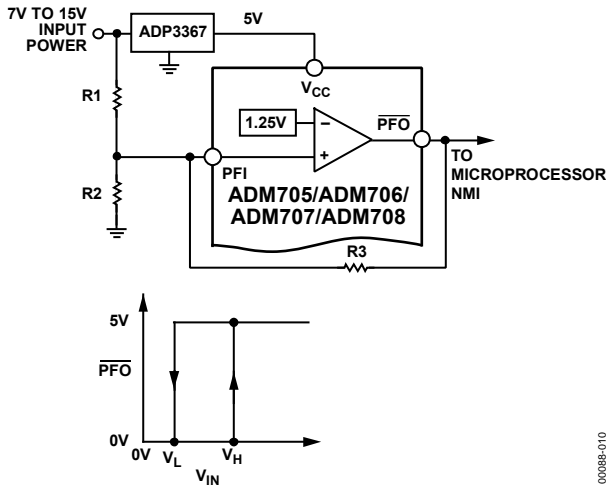 7V TO 15V
INPUT
POWER
ADP3367
5V
R1
VCC
1.25V
−
+
PFO
TO
MICROPROCESSOR
NMI
PFI
R2
ADM705/ADM706/
ADM707/ADM708
R3
5V
PFO
0V
0V VL VH
VIN
00088-010